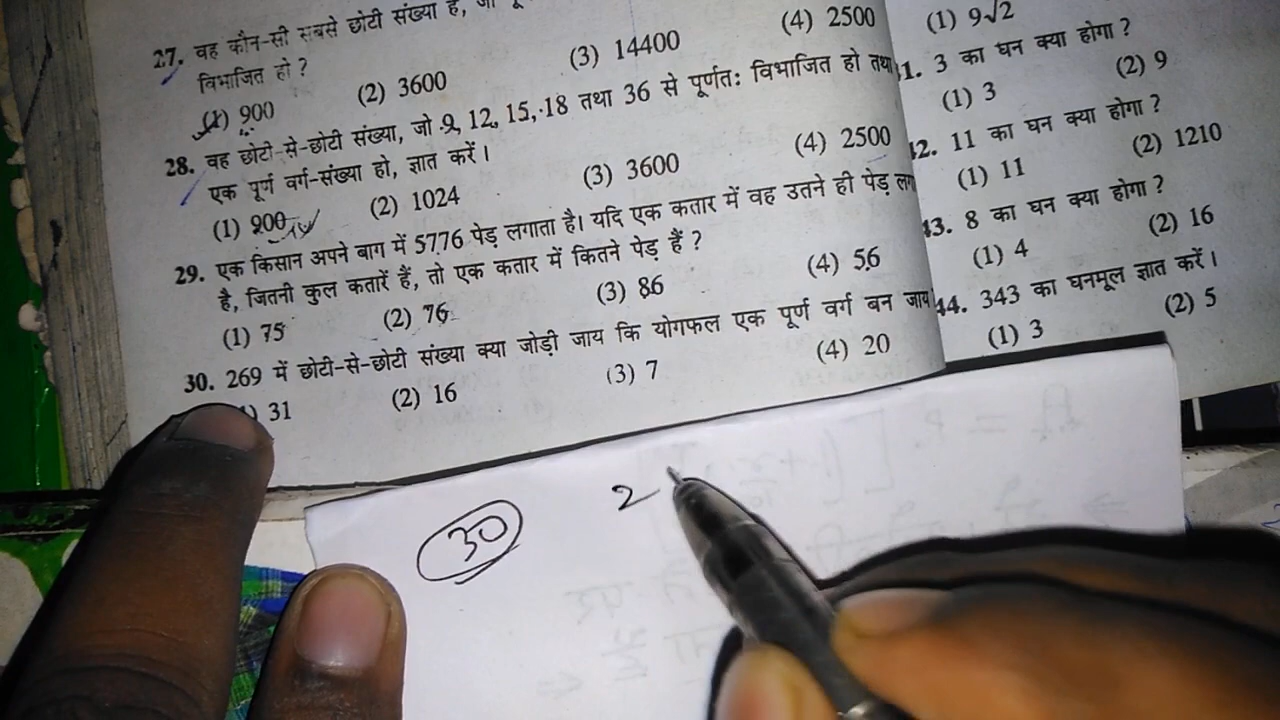 27. वह कौन-सी सबसे छोटी संख्या है, जो
विभाजित हो ?
(1) 900 (2) 3600 (3) 14400 (4) 2500
28. वह छोटी-से-छोटी संख्या, जो 9, 12, 15, 18 तथा 36 से पूर्णतः विभाजित हो तथा
एक पूर्ण वर्ग-संख्या हो, ज्ञात करें।
(1) 900 (2) 1024 (3) 3600 (4) 2500
29. एक किसान अपने बाग में 5776 पेड़ लगाता है। यदि एक कतार में वह उतने ही पेड़
है, जितनी कुल कतारें हैं, तो एक कतार में कितने पेड़ हैं ?
(1) 75 (2) 76 (3) 86 (4) 56
30. 269 में छोटी-से-छोटी संख्या क्या जोड़ी जाय कि योगफल एक पूर्ण वर्ग बन जाय
31 (2) 16 (3) 7 (4) 20
(1) 9√2
1. 3 का घन क्या होगा ?
(1) 3 (2) 9
2. 11 का घन क्या होगा ?
(1) 11 (2) 1210
3. 8 का घन क्या होगा ?
(1) 4 (2) 16
44. 343 का घनमूल ज्ञात करें।
(1) 3 (2) 5
30 2